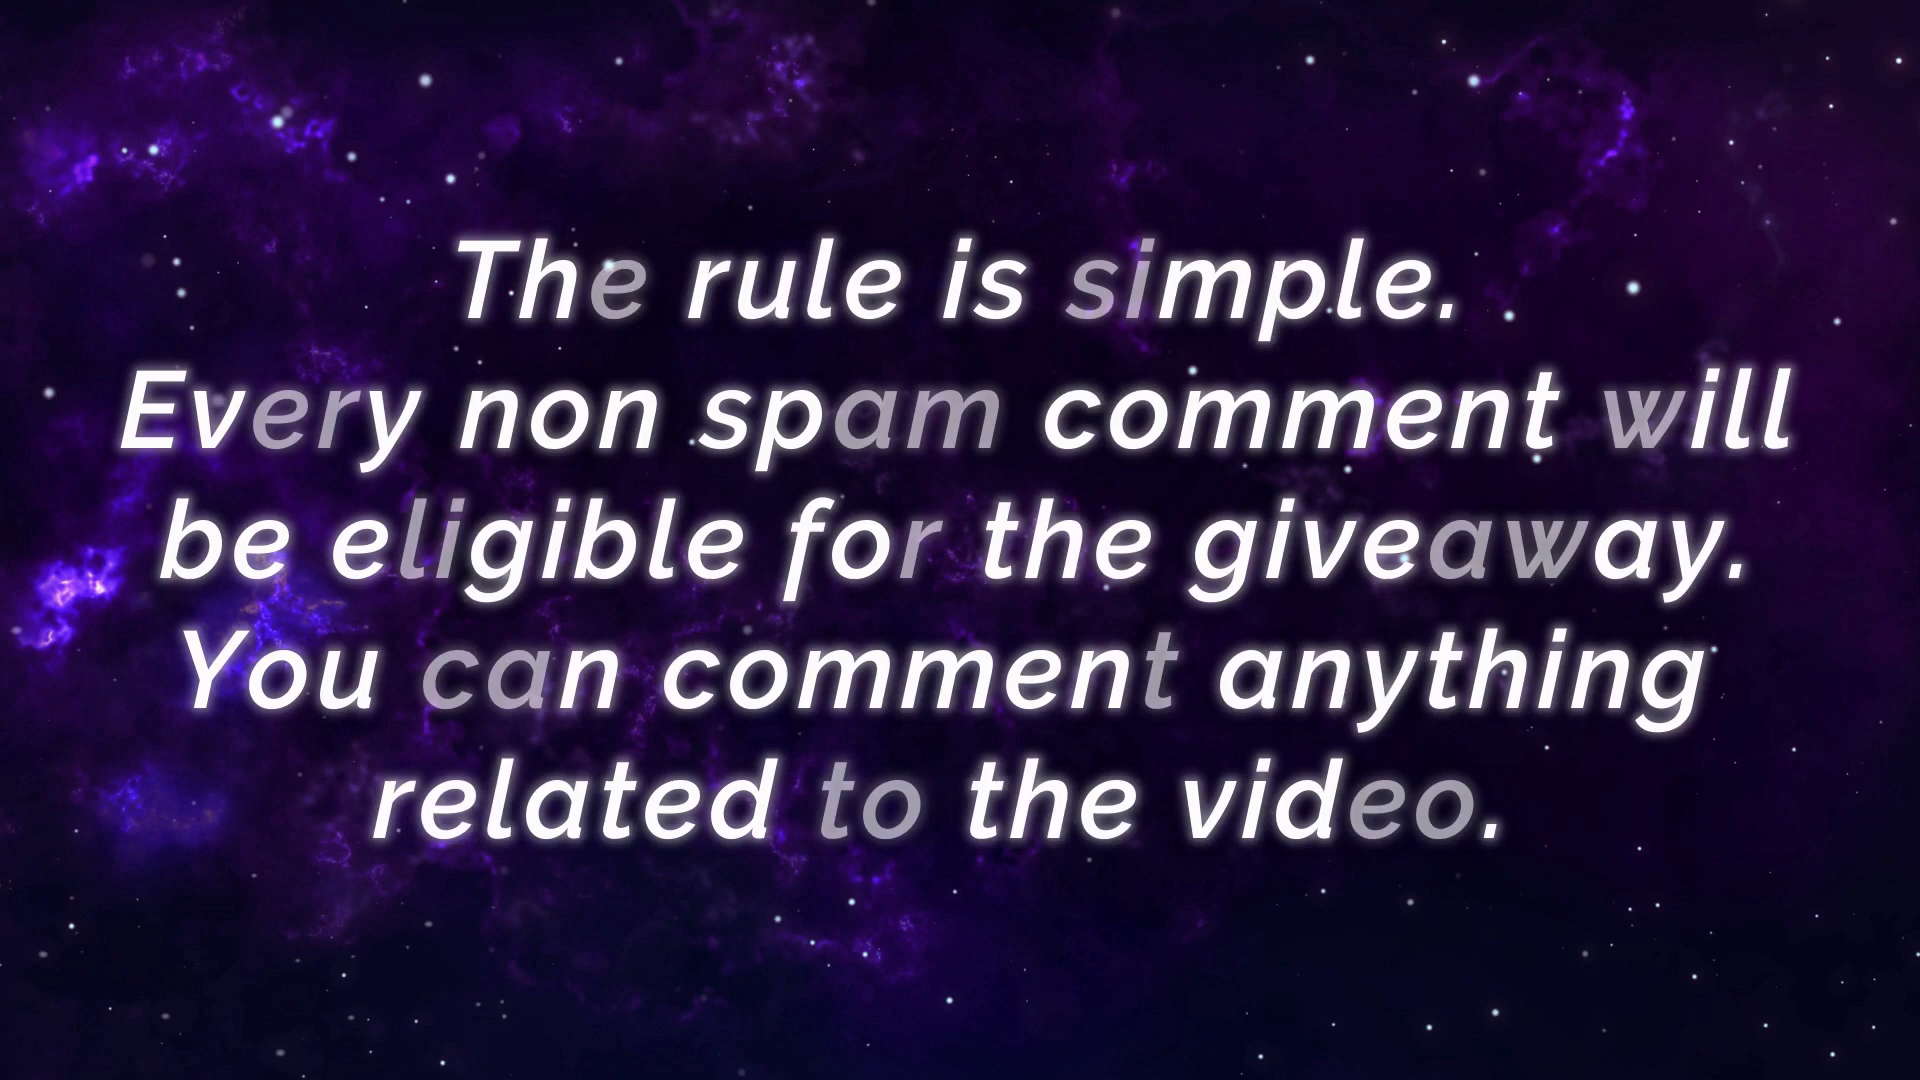 The rule is simple.
Every non spam comment will
be eligible for the giveaway.
You can comment anything
related to the video.